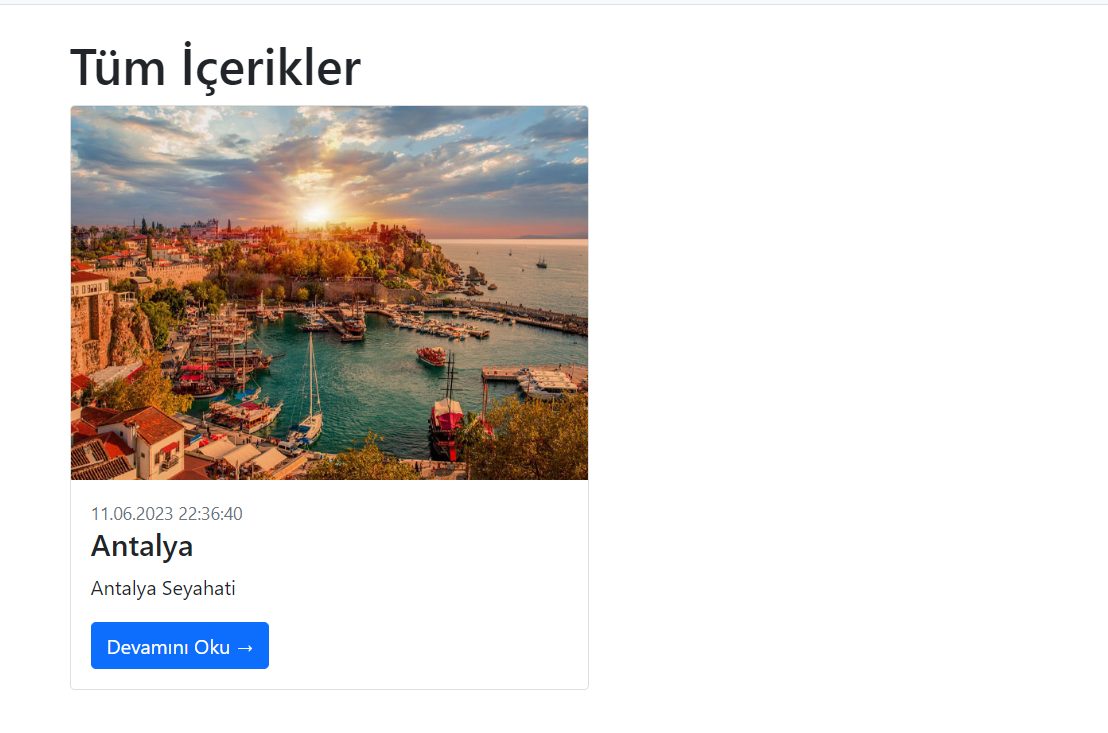 Tüm İçerikler
11.06.2023 22:36:40
Antalya
Antalya Seyahati
Devamını Oku →